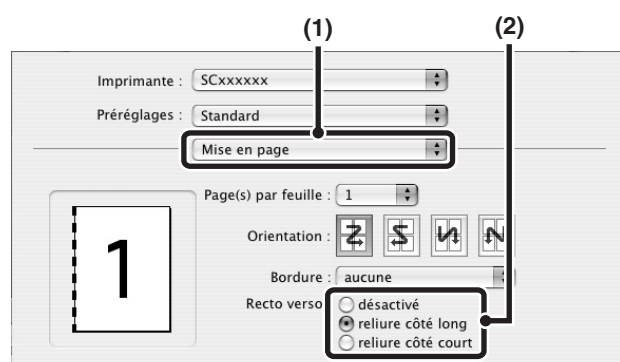 (1) (2)
Imprimante : SCxxxxxx
Préréglages : Standard
Mise en page
Page(s) par feuille : 1
Orientation :
Bordure : aucune
Recto verso désactivé
reliure côté long
reliure côté court
1